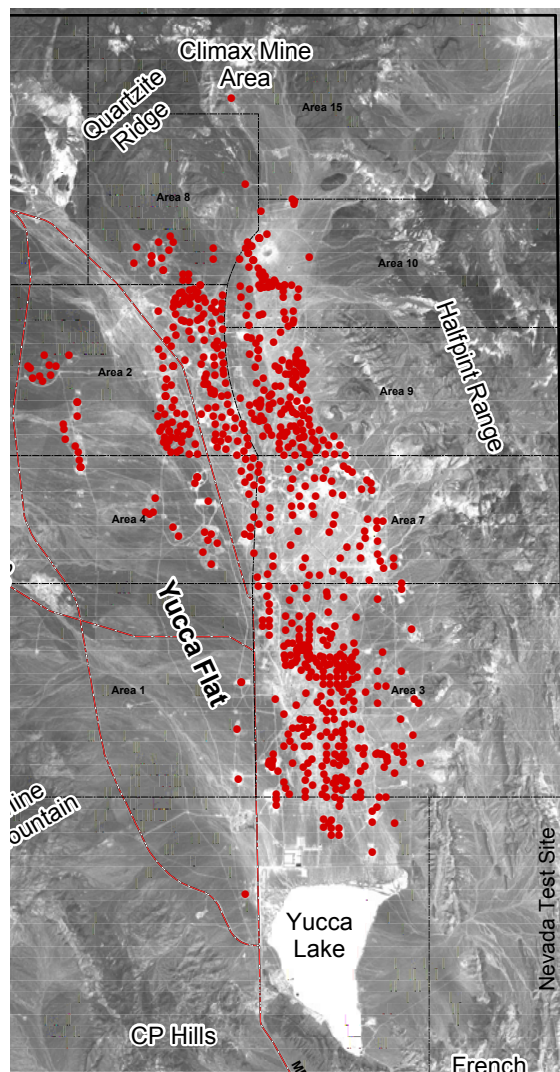 Climax Mine
Area
Quartzite
Ridge
Area 15
Area 8
Area 10
Halfpint Range
Area 2
Area 9
Area 4
Area 7
Yucca Flat
Area 1
Area 3
ine
ountain
Nevada Test Site
Yucca
Lake
CP Hills
French